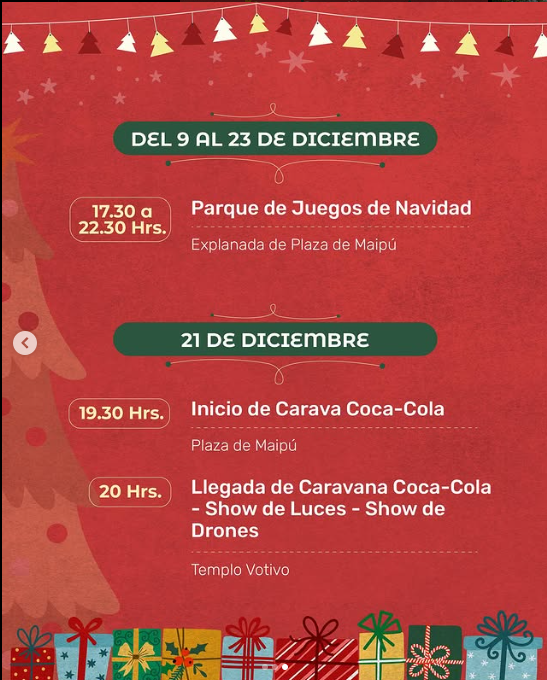 DEL 9 AL 23 DE DICIEMBRE
17.30 a
22.30 Hrs.
Parque de Juegos de Navidad
Explanada de Plaza de Maipú
21 DE DICIEMBRE
19.30 Hrs.
Inicio de Carava Coca-Cola
Plaza de Maipú
20 Hrs.
Llegada de Caravana Coca-Cola
- Show de Luces - Show de
Drones
Templo Votivo